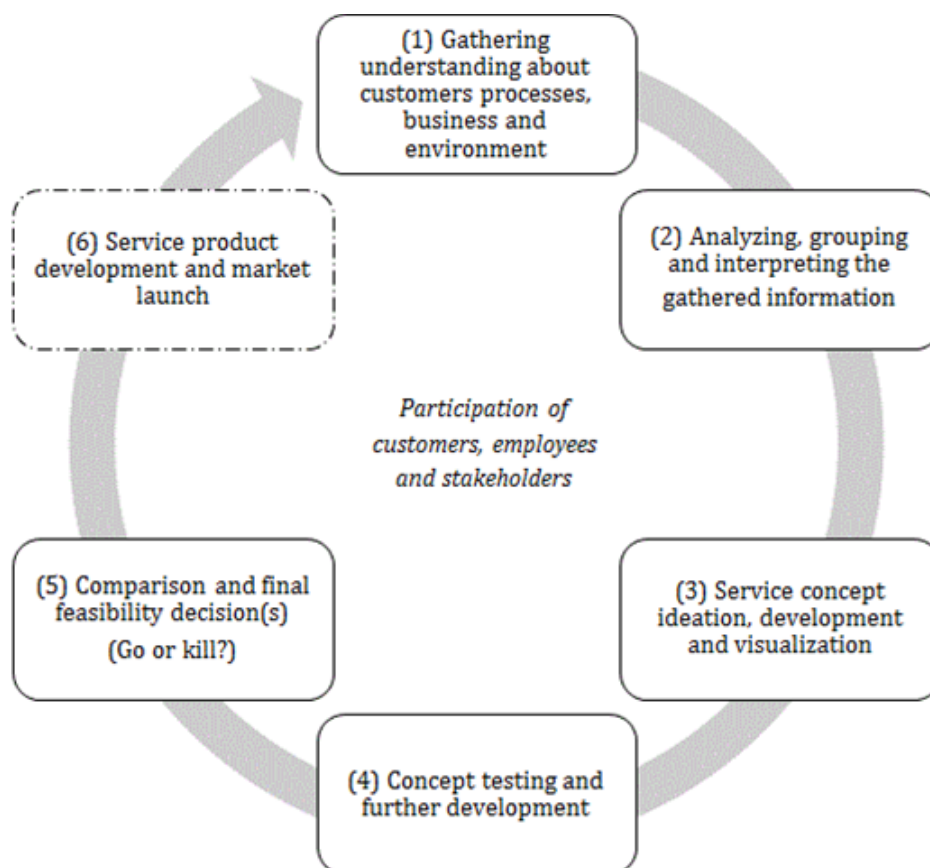 (1) Gathering
understanding about
customers processes,
business and
environment
(2) Analyzing, grouping
and interpreting the
gathered information
(3) Service concept
ideation, development
and visualization
(4) Concept testing and
further development
(5) Comparison and final
feasibility decision(s)
(Go or kill?)
(6) Service product
development and market
launch
Participation of
customers, employees
and stakeholders